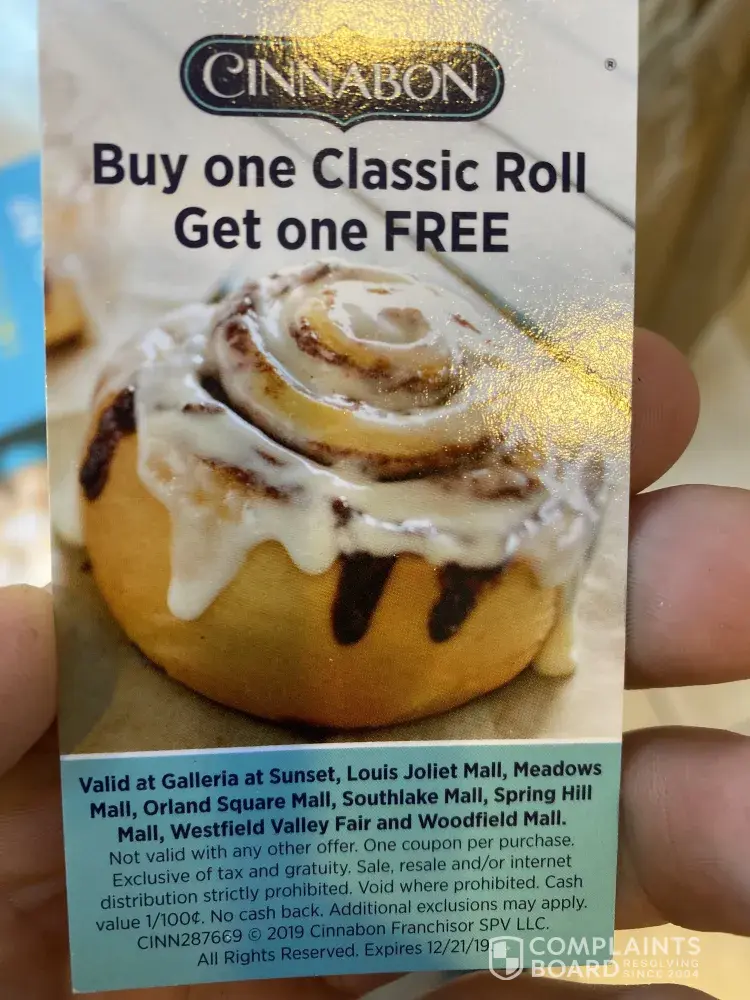 CINNABON
®
Buy one Classic Roll
Get one FREE
Valid at Galleria at Sunset, Louis Joliet Mall, Meadows
Mall, Orland Square Mall, Southlake Mall, Spring Hill
Mall, Westfield Valley Fair and Woodfield Mall.
Not valid with any other offer. One coupon per purchase.
Exclusive of tax and gratuity. Sale, resale and/or internet
distribution strictly prohibited. Void where prohibited. Cash
value 1/100¢. No cash back. Additional exclusions may apply.
CINN287669 © 2019 Cinnabon Franchisor SPV LLC.
All Rights Reserved. Expires 12/21/19
COMPLAINTS
BOARD RESOLVING
SINCE 2004